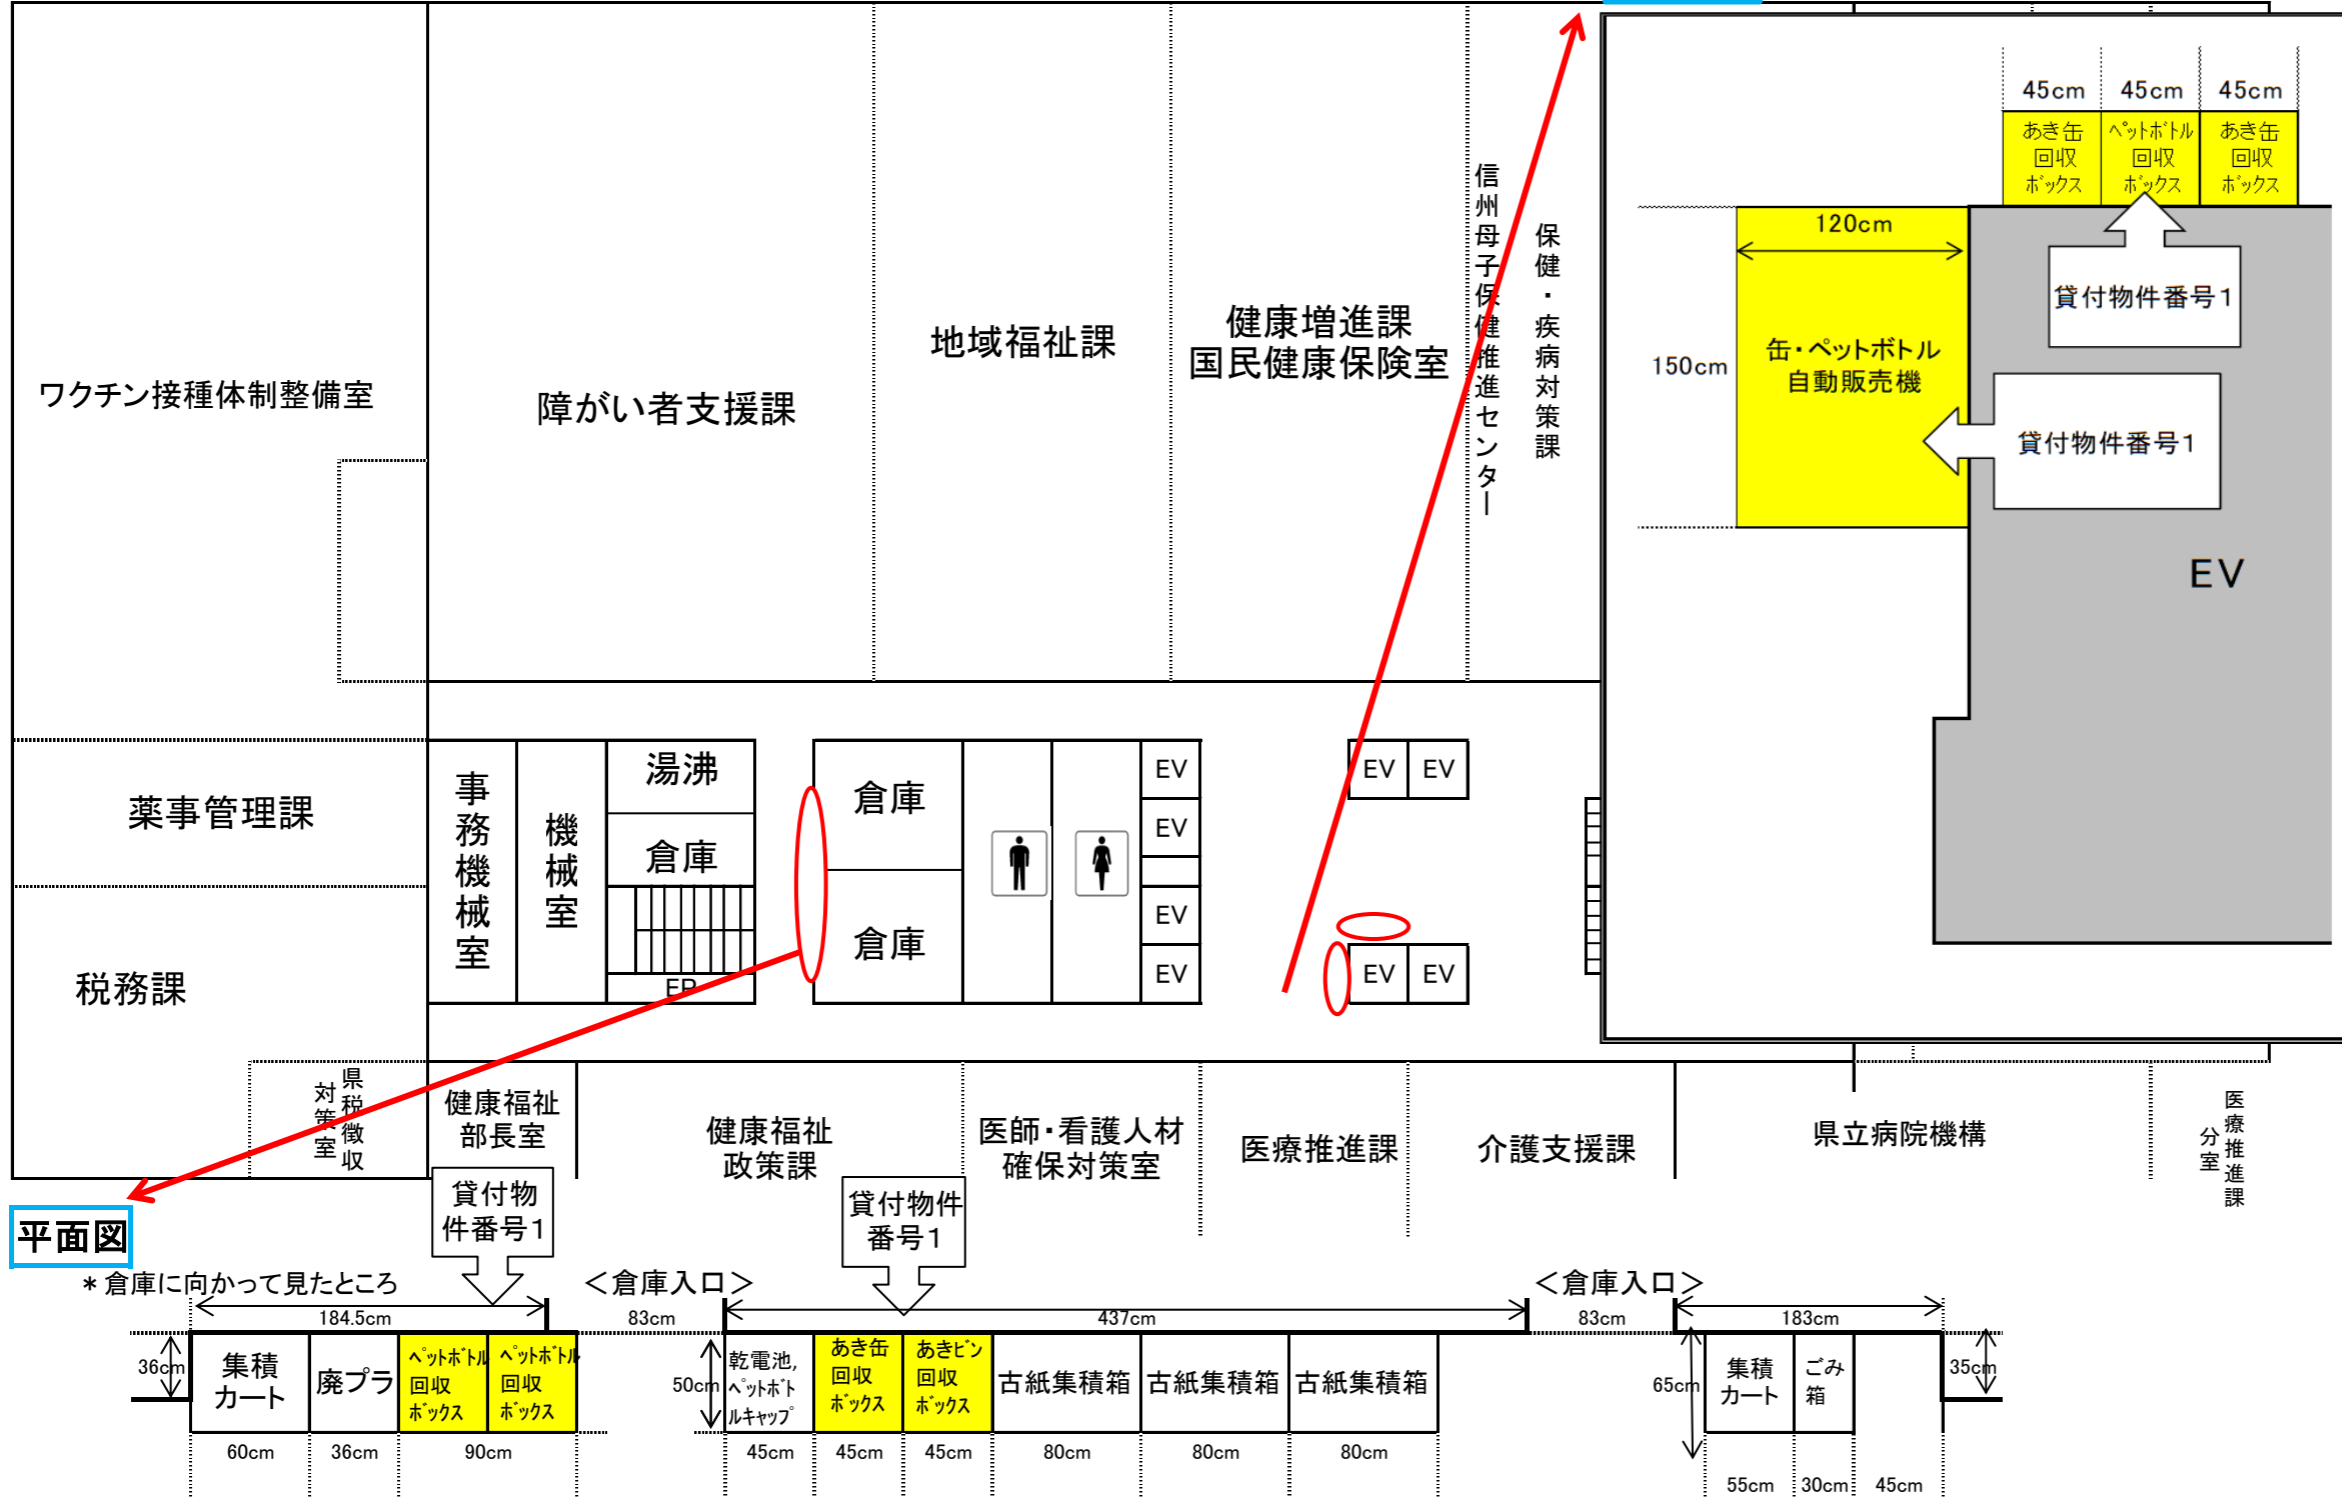 45cm
45cm
45cm
あき缶
回収
ボックス
ペットボトル
回収
ボックス
あき缶
回収
ボックス
120cm
貸付物件番号1
150cm
缶・ペットボトル
自動販売機
貸付物件番号1
EV
ワクチン接種体制整備室
障がい者支援課
地域福祉課
健康増進課
国民健康保険室
信州母子保健推進センター
保健・疾病対策課
薬事管理課
税務課
県税徴収
対策室
事務機械室
機械室
湯沸
倉庫
倉庫
倉庫
EV
EV
EV
EV
EV
EV
EV
EV
健康福祉
部長室
健康福祉
政策課
医師・看護人材
確保対策室
医療推進課
介護支援課
県立病院機構
医療推進課
分室
平面図
貸付物
件番号1
貸付物件
番号1
＊倉庫に向かって見たところ
＜倉庫入口＞
＜倉庫入口＞
184.5cm
83cm
437cm
83cm
183cm
36cm
集積
カート
廃プラ
ペットボトル
回収
ボックス
ペットボトル
回収
ボックス
50cm
乾電池,
ペットボト
ルキャップ
あき缶
回収
ボックス
あきビン
回収
ボックス
古紙集積箱
古紙集積箱
古紙集積箱
65cm
集積
カート
ごみ
箱
35cm
60cm
36cm
90cm
45cm
45cm
45cm
80cm
80cm
80cm
55cm
30cm
45cm